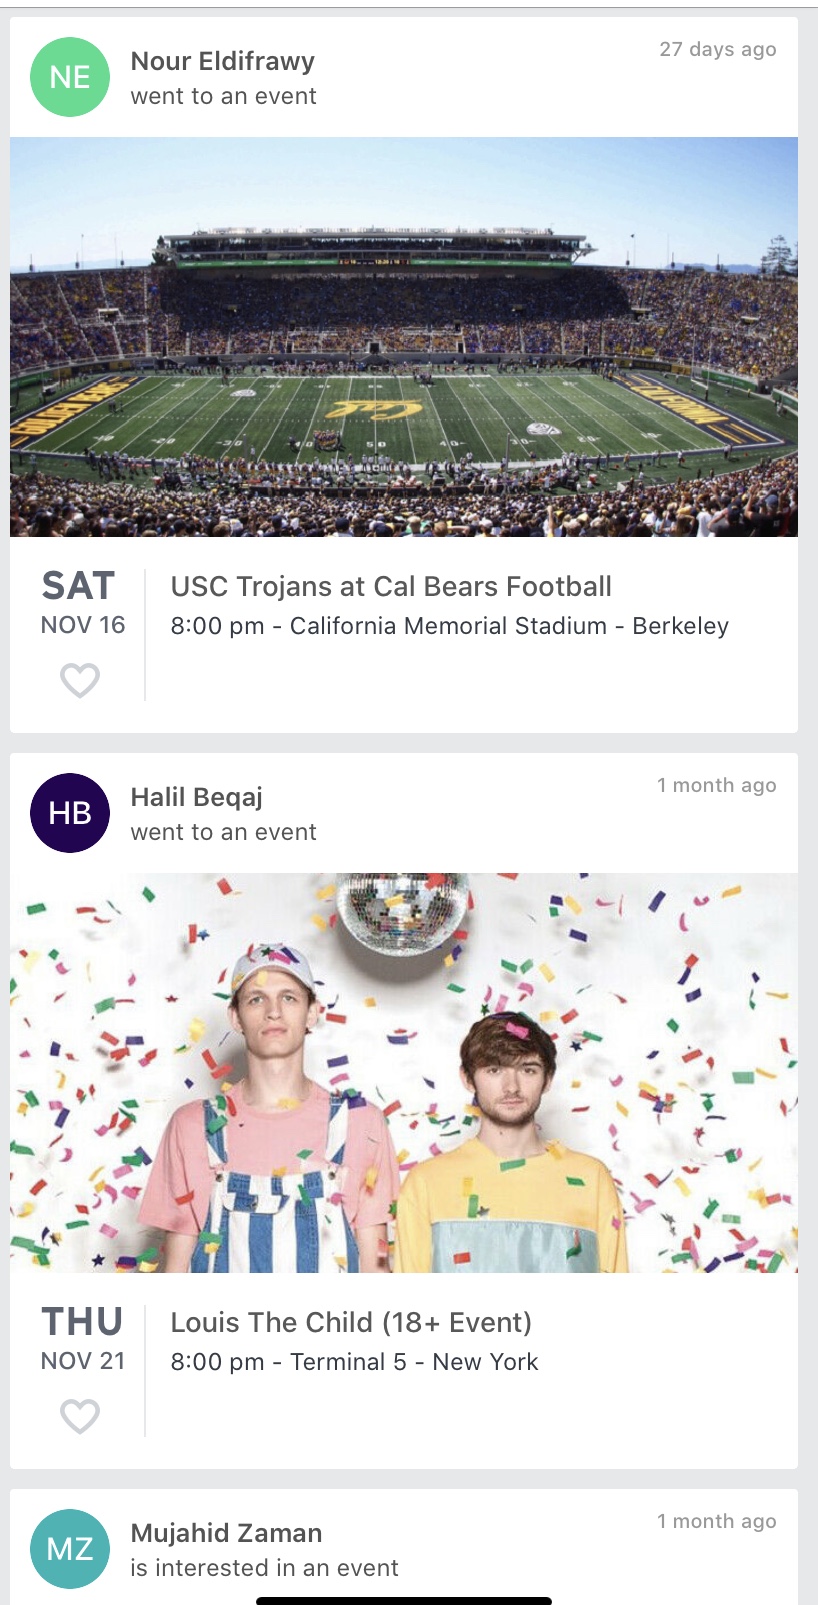 NE
Nour Eldifrawy
27 days ago
went to an event
Cal
50
SAT
NOV 16
USC Trojans at Cal Bears Football
8:00 pm - California Memorial Stadium - Berkeley
HB
Halil Beqaj
1 month ago
went to an event
THU
NOV 21
Louis The Child (18+ Event)
8:00 pm - Terminal 5 - New York
MZ
Mujahid Zaman
1 month ago
is interested in an event